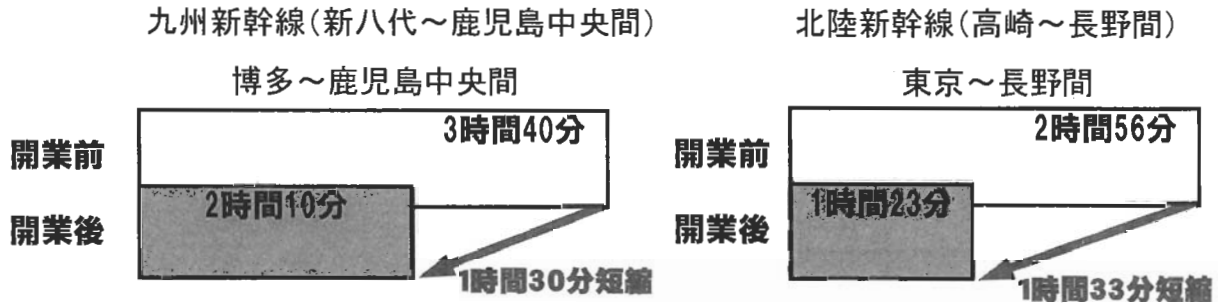 九州新幹線(新八代～鹿児島中央間)
博多～鹿児島中央間
開業前
3時間40分
開業後
2時間10分
1時間30分短縮
北陸新幹線(高崎～長野間)
東京～長野間
開業前
2時間56分
開業後
1時間23分
1時間33分短縮